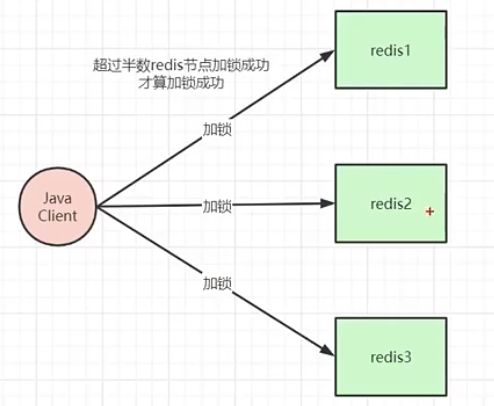 redis1
超过半数redis节点加锁成功
才算加锁成功
加锁
Java
Client
加锁
redis2
加锁
redis3